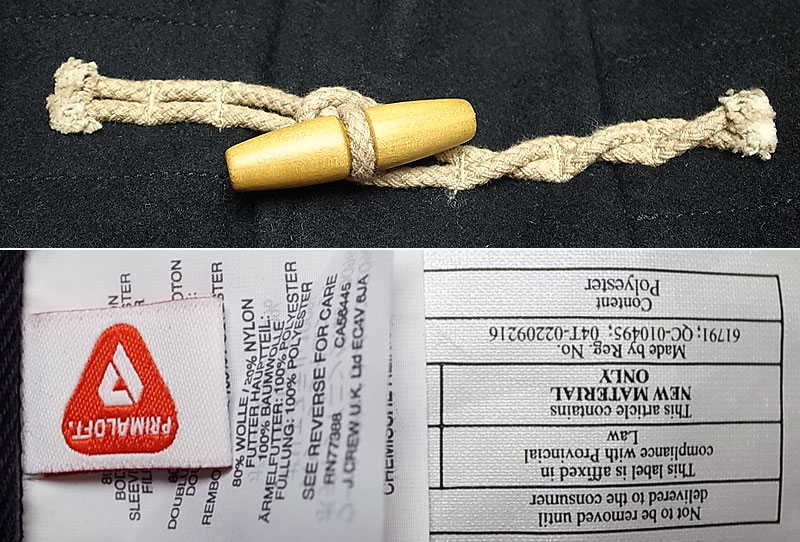 PRIMALOFT.
80% WOLLE / 20% NYLON
FUTTER HAUPTTEIL:
100% BAUMWOLLE
ÄRMELFUTTER: 100% POLYESTER
FÜLLUNG: 100% POLYESTER
SEE REVERSE FOR CARE
RN77388 CA56445
J.CREW U.K. Ltd EC4V 6JA
Not to be removed until
delivered to the consumer
This label is affixed in
compliance with Provincial
Law
This article contains
NEW MATERIAL
ONLY
Made by Reg. No.
61791; QC-010495; 04T-02209216
Content
Polyester